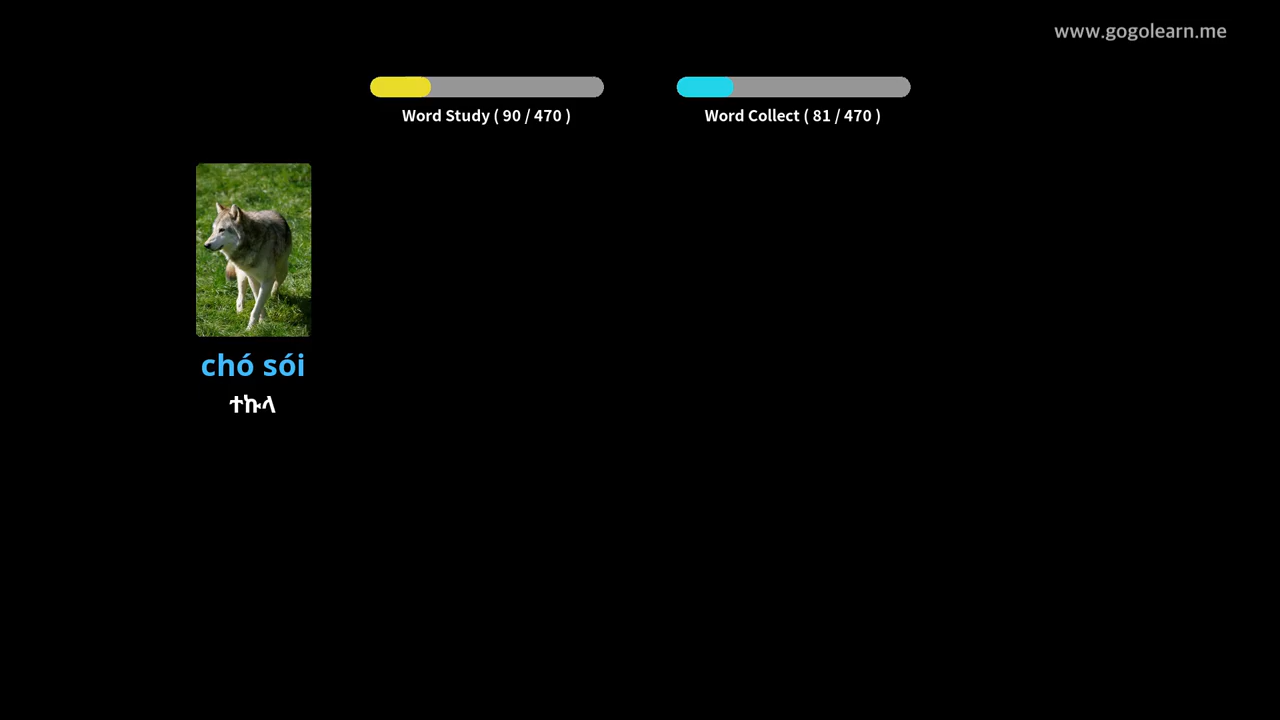 www.gogolearn.me
Word Study ( 90 / 470 )
Word Collect ( 81 / 470 )
chó sói
ተኩላ